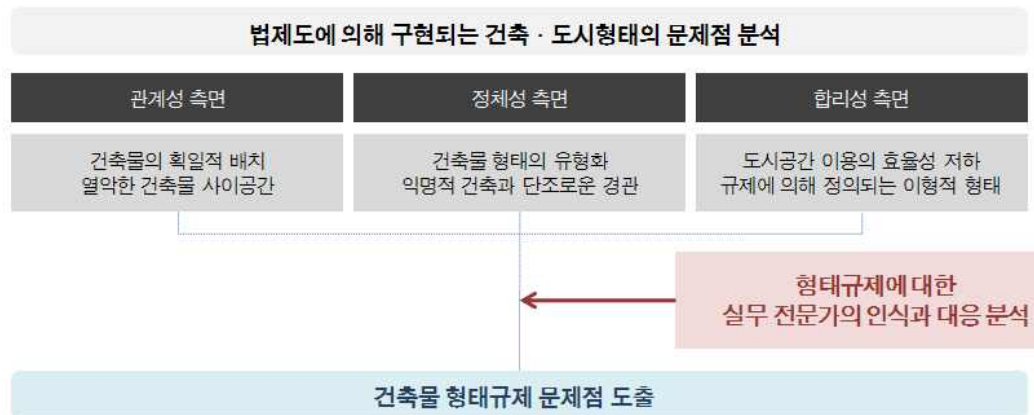 법제도에 의해 구현되는 건축 · 도시형태의 문제점 분석
관계성 측면
정체성 측면
합리성 측면
건축물의 획일적 배치
열악한 건축물 사이공간
건축물 형태의 유형화
익명적 건축과 단조로운 경관
도시공간 이용의 효율성 저하
규제에 의해 정의되는 이형적 형태
형태규제에 대한
실무 전문가의 인식과 대응 분석
건축물 형태규제 문제점 도출